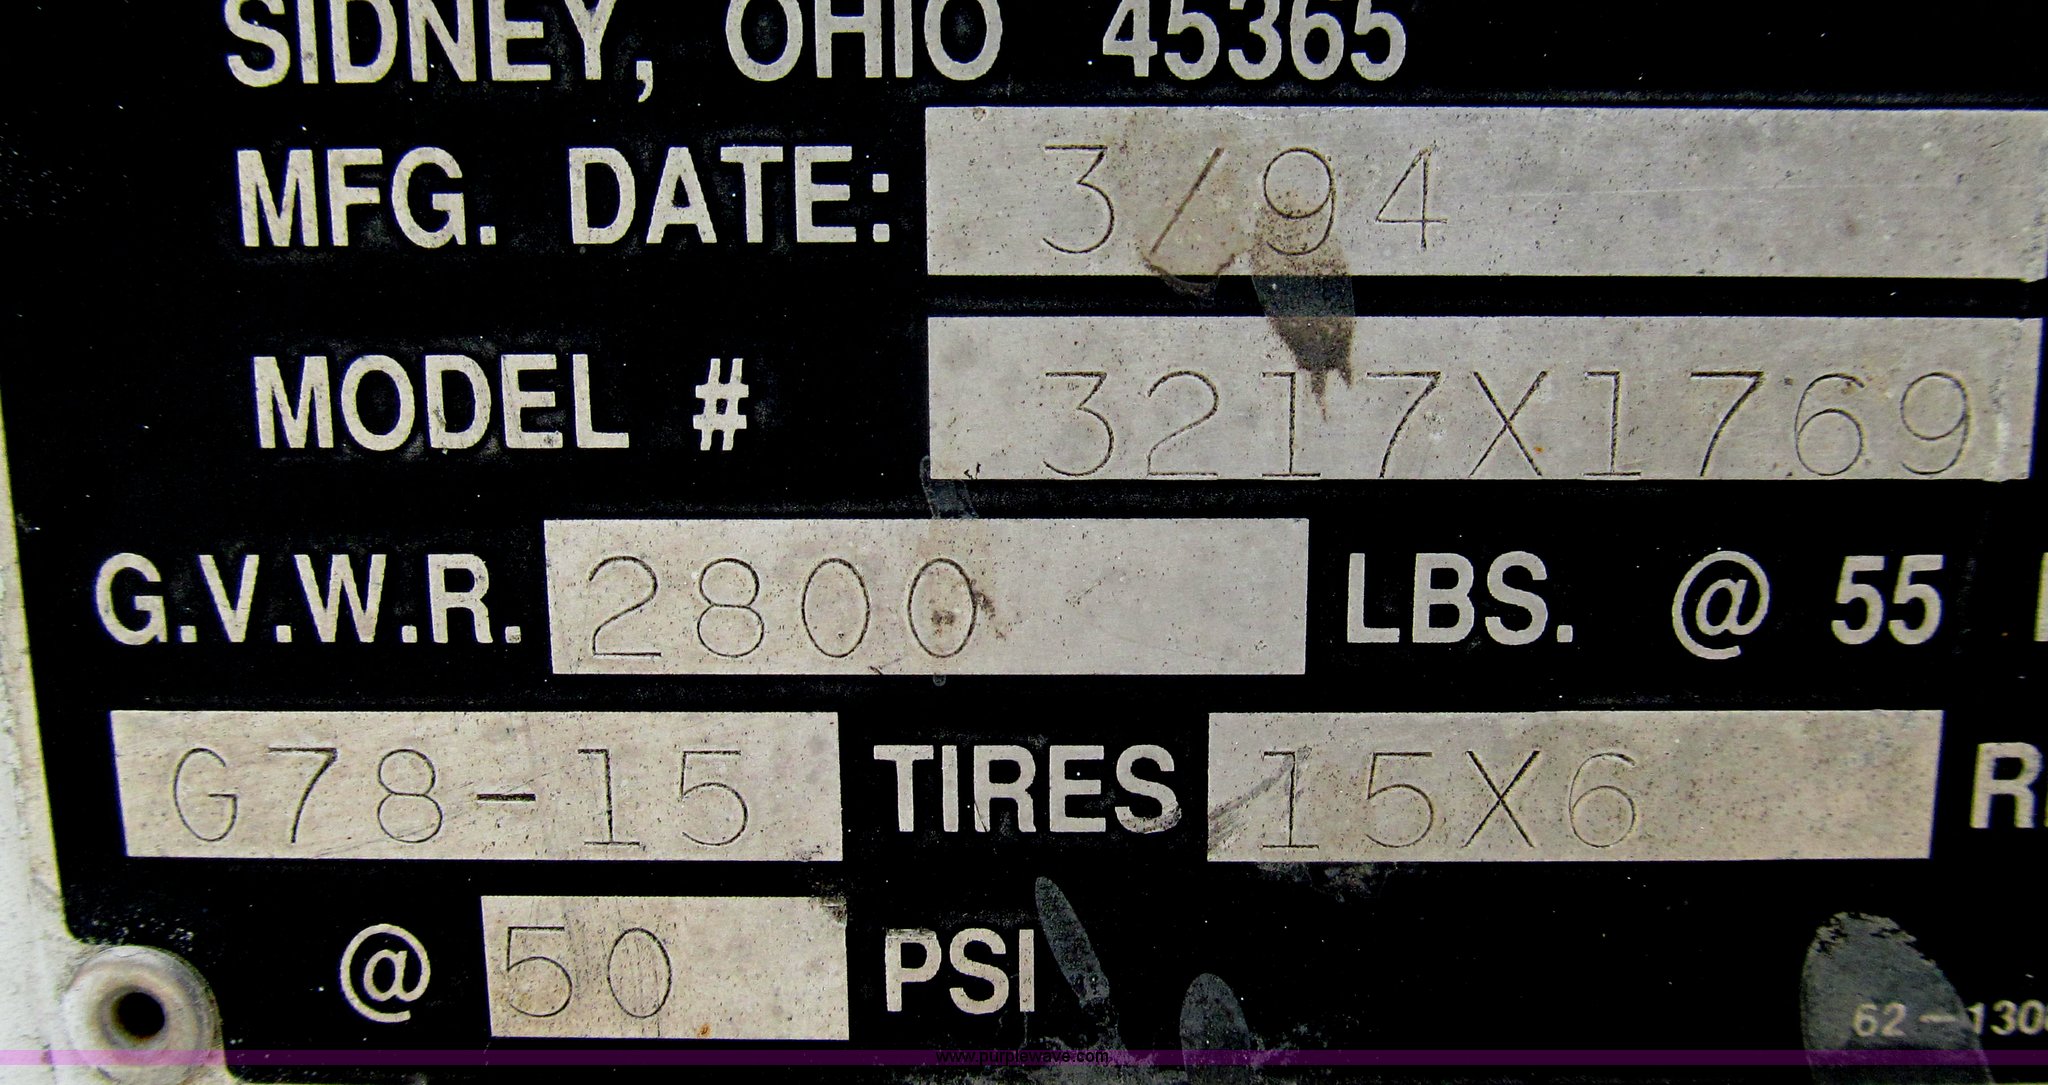 SIDNEY, OHIO 45365
MFG. DATE: 3/94
MODEL # 3217X1769
G.V.W.R. 2800 LBS. @ 55
G78-15 TIRES 15X6
@ 50 PSI
62-130
www.purplewave.com